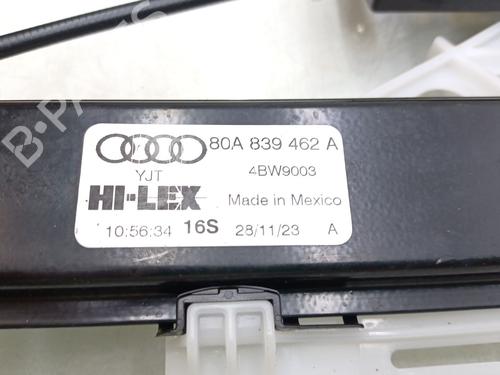 80A 839 462 A
YJT
4BW9003
HI-LEX
Made in Mexico
10:56:34 16S 28/11/23 A